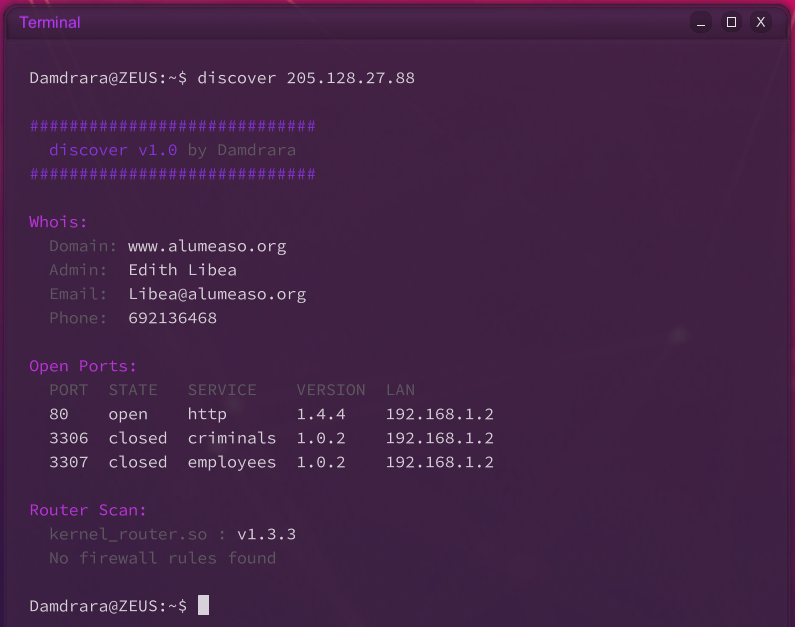 Terminal
Damdrara@ZEUS:~$ discover 205.128.27.88
#############################
discover v1.0 by Damdrara
#############################
Whois:
Domain: www.alumeaso.org
Admin: Edith Libea
Email: Libea@alumeaso.org
Phone: 692136468
Open Ports:
PORT STATE SERVICE VERSION LAN
80 open http 1.4.4 192.168.1.2
3306 closed criminals 1.0.2 192.168.1.2
3307 closed employees 1.0.2 192.168.1.2
Router Scan:
kernel_router.so : v1.3.3
No firewall rules found
Damdrara@ZEUS:~$